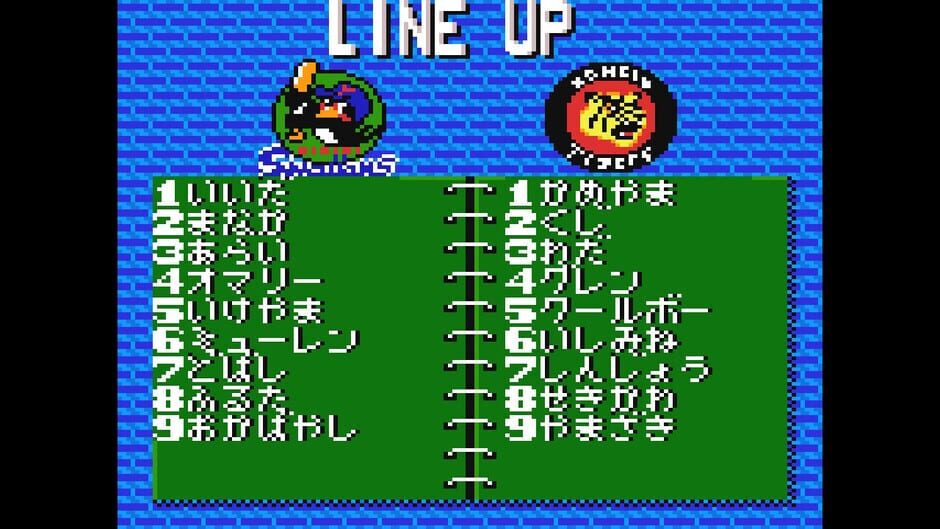 LINE UP
Swallows
Tigers
1いいだ
2まなか
3あらい
4オマリー
5いけやま
6ミューレン
7どばし
8ふるた
9おかばやし
1かめやま
2くじ
3わだ
4グレン
5クールボー
6いしみね
7しんじょう
8せきかわ
9やまざき